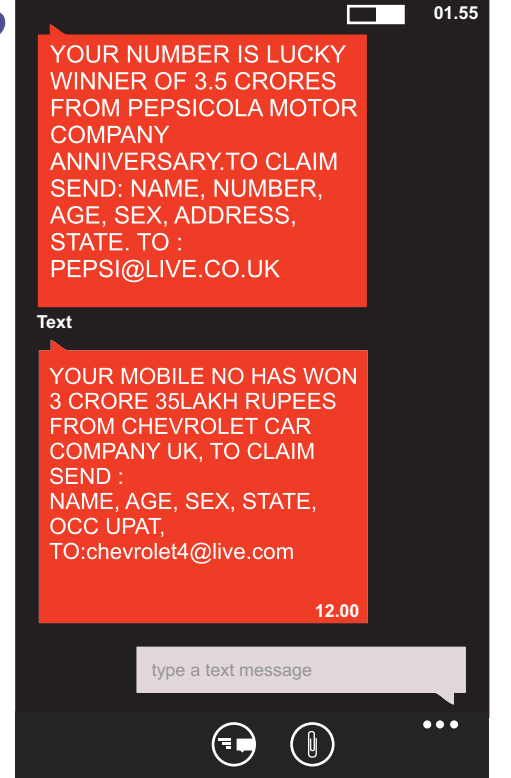 01.55
YOUR NUMBER IS LUCKY
WINNER OF 3.5 CRORES
FROM PEPSICOLA MOTOR
COMPANY
ANNIVERSARY.TO CLAIM
SEND: NAME, NUMBER,
AGE, SEX, ADDRESS,
STATE. TO :
PEPSI@LIVE.CO.UK
Text
YOUR MOBILE NO HAS WON
3 CRORE 35LAKH RUPEES
FROM CHEVROLET CAR
COMPANY UK, TO CLAIM
SEND :
NAME, AGE, SEX, STATE,
OCC UPAT,
TO:chevrolet4@live.com
12.00
type a text message